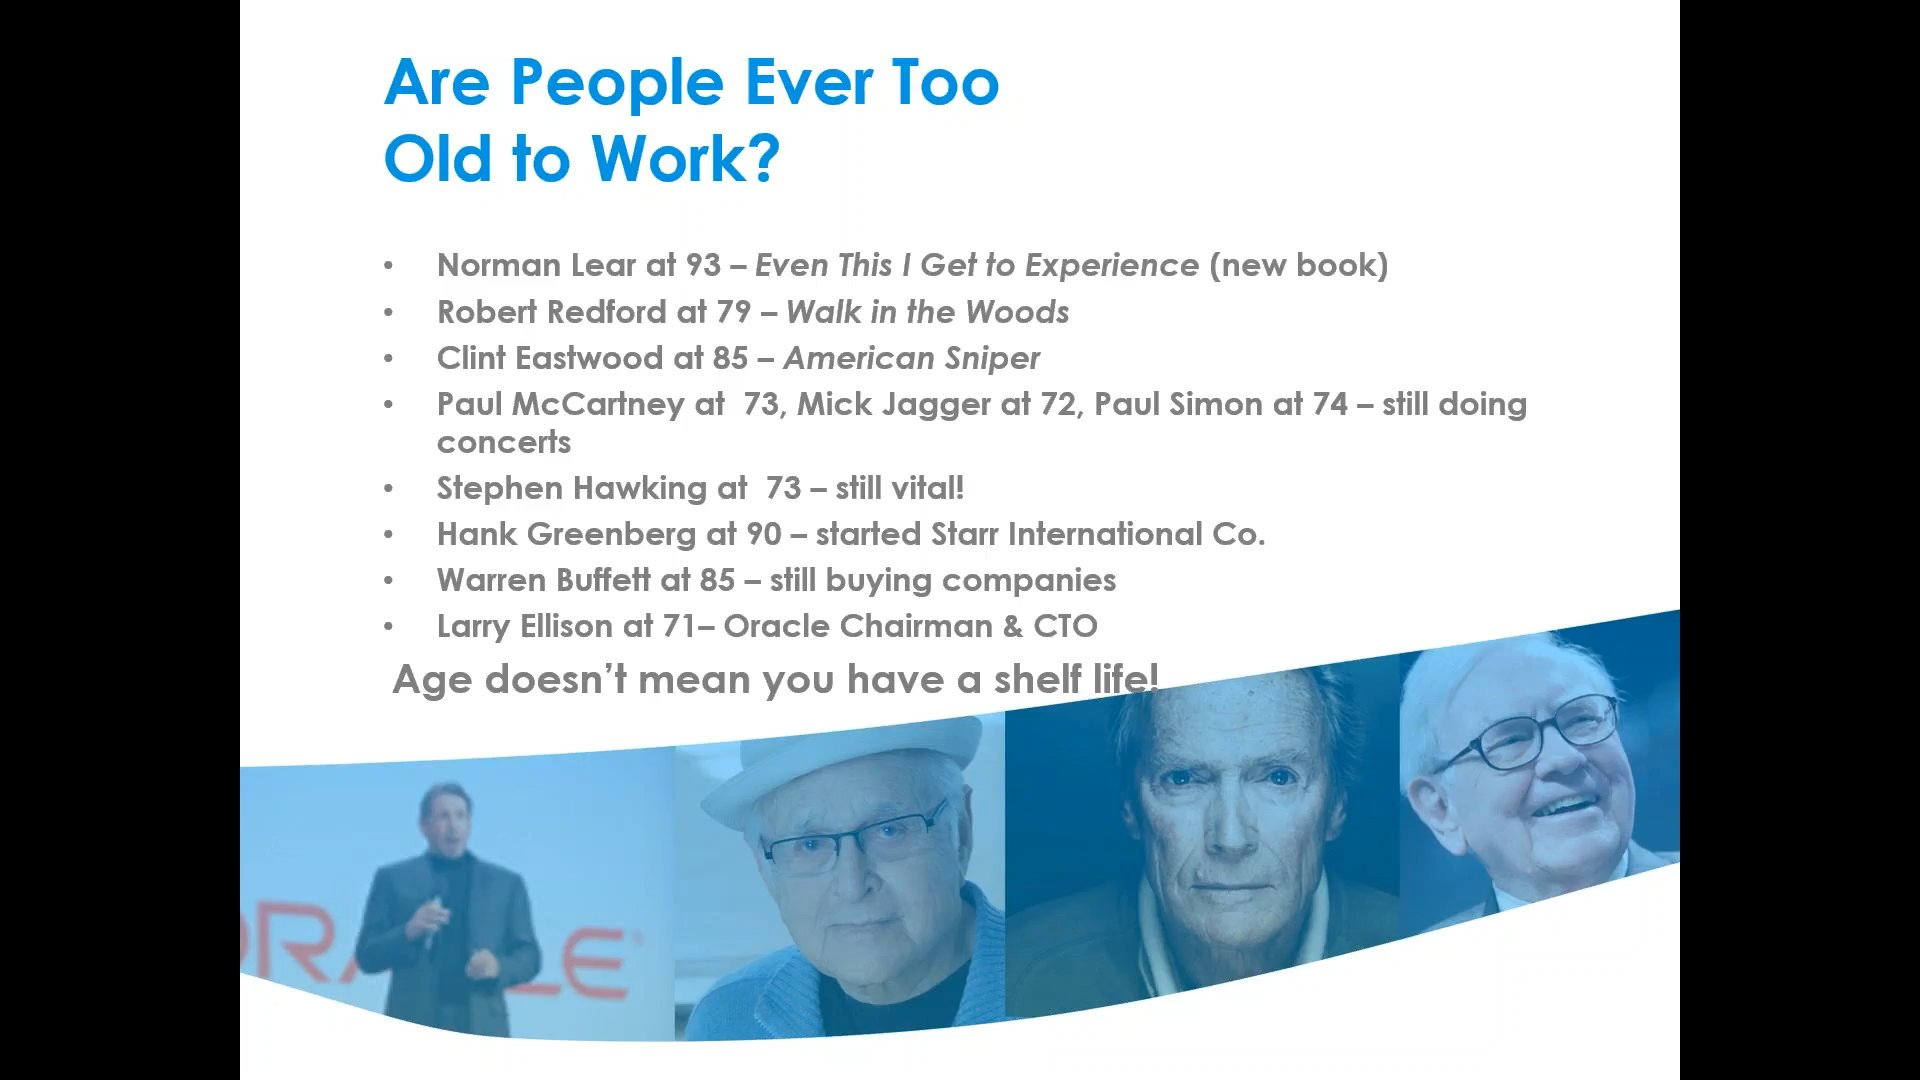 Are People Ever Too
Old to Work?
• Norman Lear at 93 – Even This I Get to Experience (new book)
• Robert Redford at 79 – Walk in the Woods
• Clint Eastwood at 85 – American Sniper
• Paul McCartney at  73, Mick Jagger at 72, Paul Simon at 74 – still doing
concerts
• Stephen Hawking at  73 – still vital!
• Hank Greenberg at 90 – started Starr International Co.
• Warren Buffett at 85 – still buying companies
• Larry Ellison at 71– Oracle Chairman & CTO
Age doesn’t mean you have a shelf life!